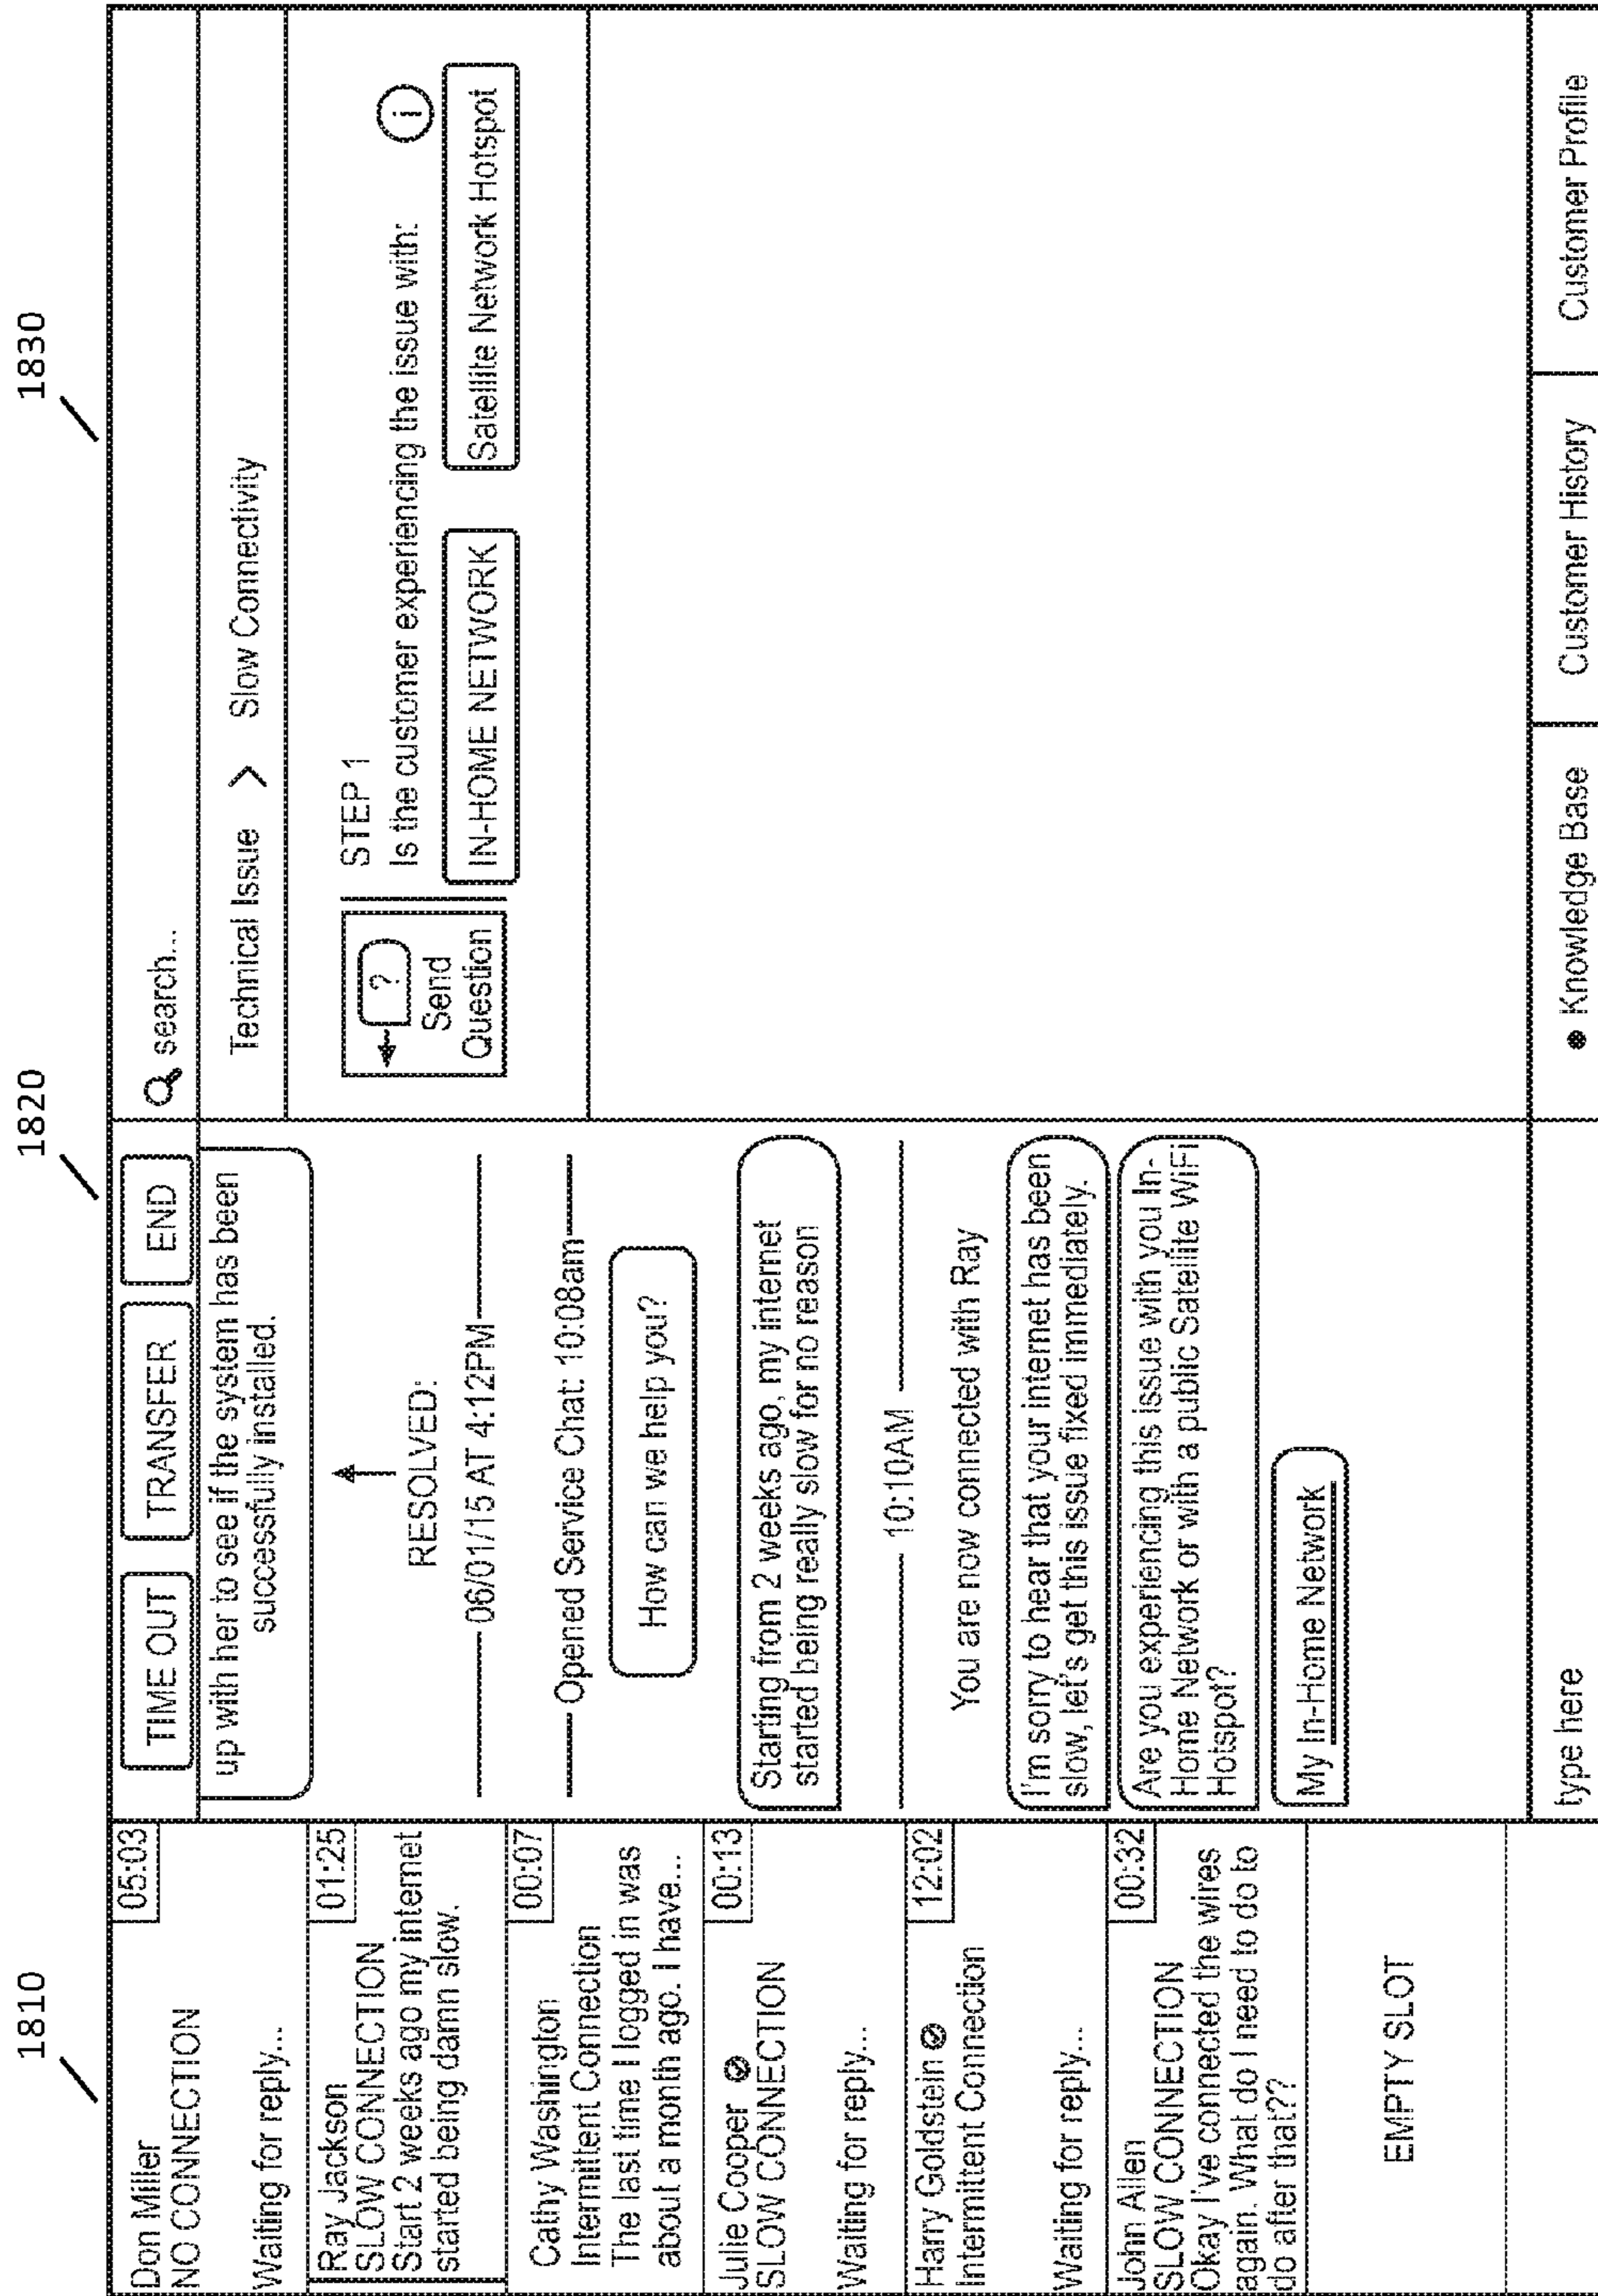 1810
1820
1830
Don Miller
05:03
NO CONNECTION
Waiting for reply...
Ray Jackson
01:25
SLOW CONNECTION
Start 2 weeks ago my internet
started being damn slow.
Cathy Washington
00:07
Intermittent Connection
The last time I logged in was
about a month ago. I have...
Julie Cooper
00:13
SLOW CONNECTION
Waiting for reply...
Harry Goldstein
12:02
Intermittent Connection
Waiting for reply...
John Allen
00:32
SLOW CONNECTION
Okay I've connected the wires
again. What do I need to do to
do after that??
EMPTY SLOT
TIME OUT
TRANSFER
END
up with her to see if the system has been
successfully installed.
RESOLVED:
06/01/15 AT 4:12PM
Opened Service Chat: 10:08am
How can we help you?
Starting from 2 weeks ago, my internet
started being really slow for no reason
10:10AM
You are now connected with Ray
I'm sorry to hear that your internet has been
slow, let's get this issue fixed immediately.
Are you experiencing this issue with you In-
Home Network or with a public Satellite WiFi
Hotspot?
My In-Home Network
type here
search...
Technical Issue > Slow Connectivity
?
Send
Question
STEP 1
Is the customer experiencing the issue with:
i
IN-HOME NETWORK
Satellite Network Hotspot
Knowledge Base
Customer History
Customer Profile